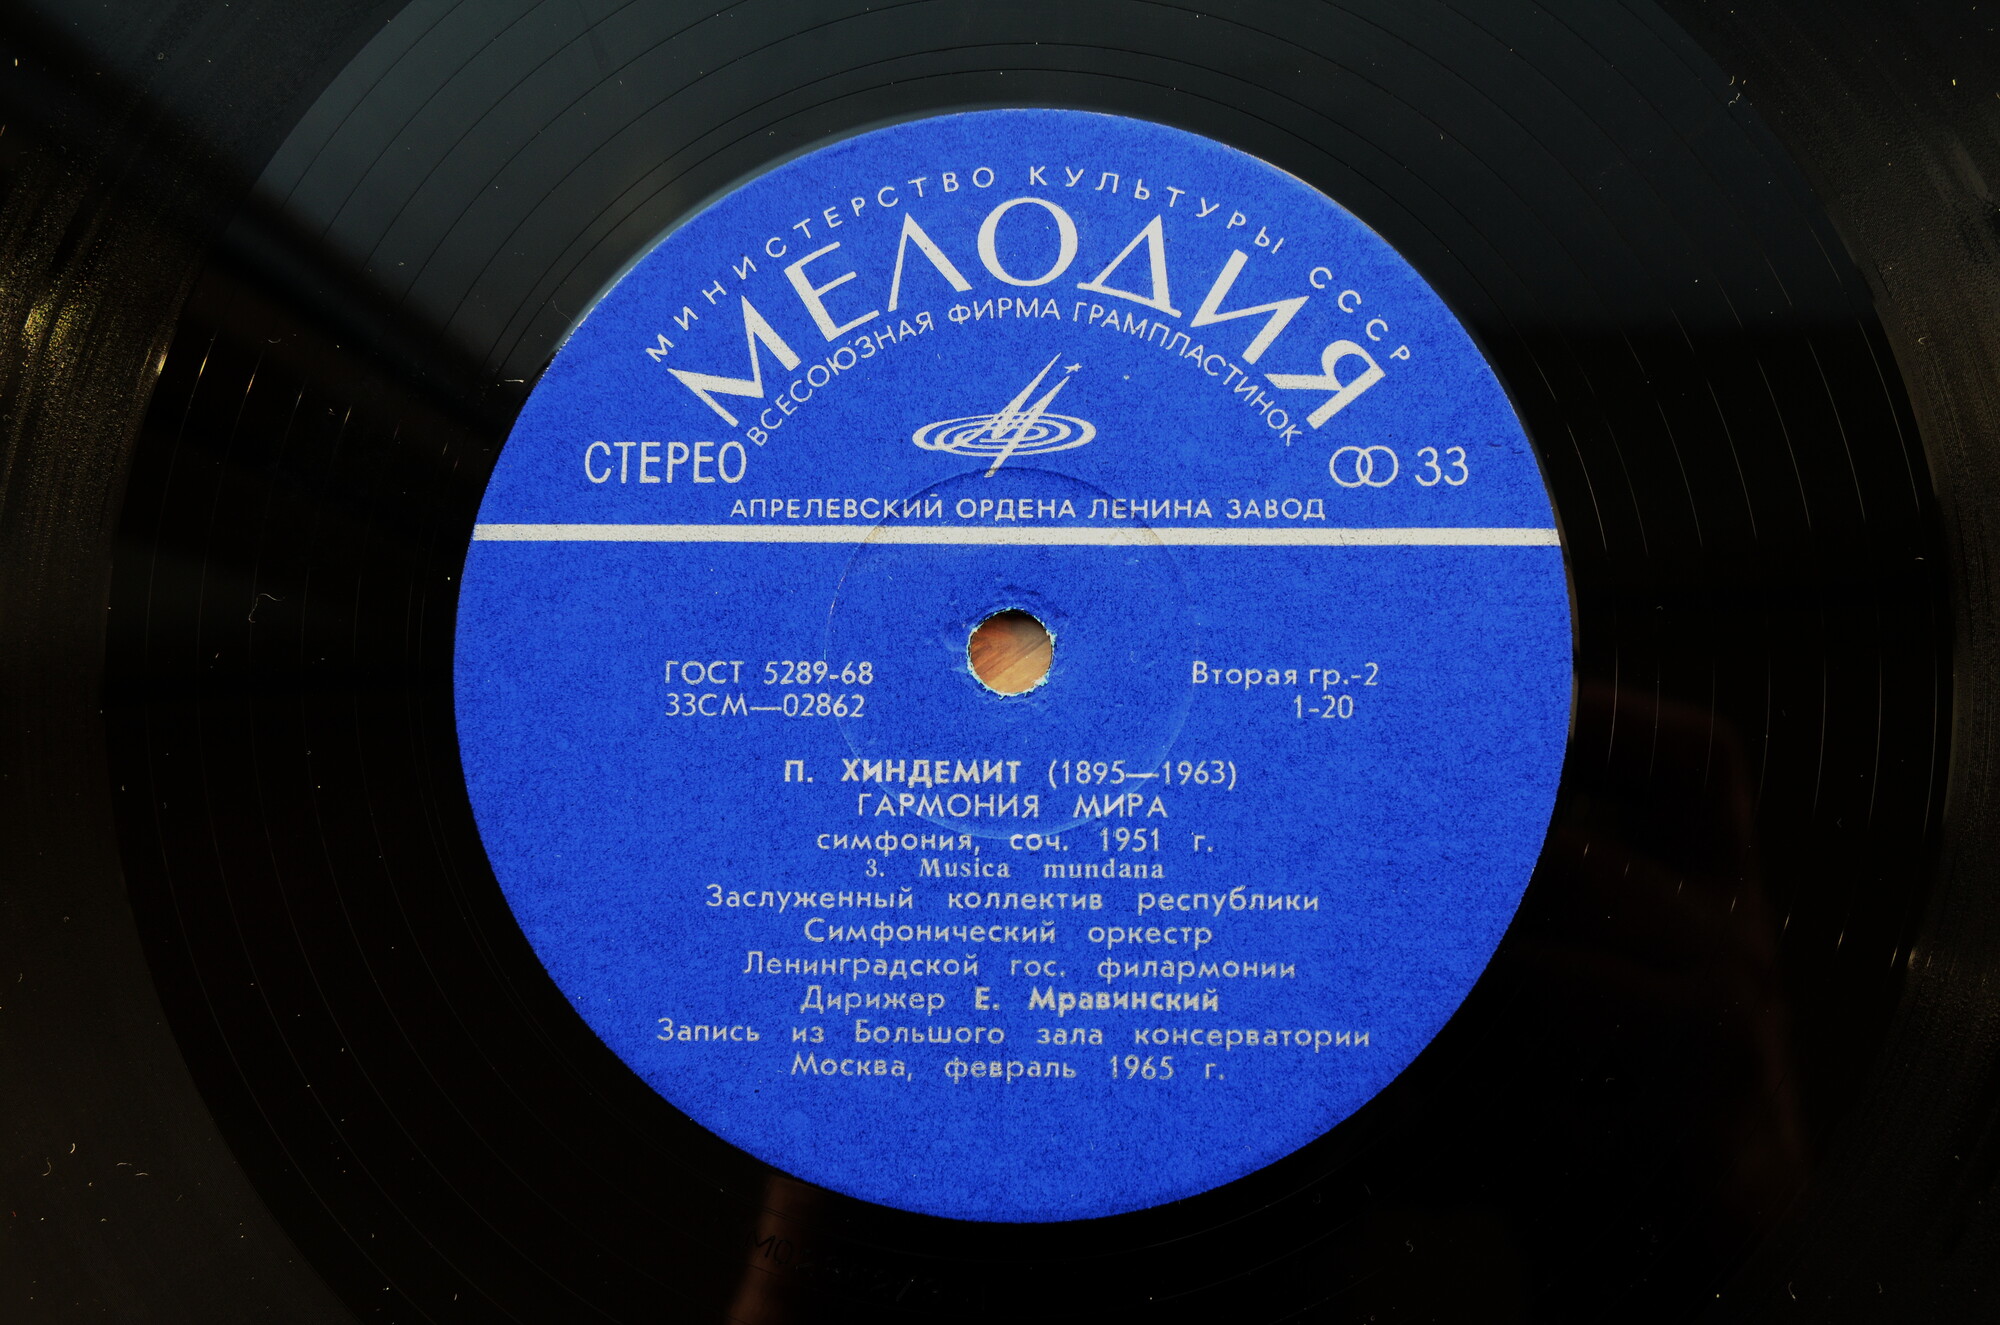 МИНИСТЕРСТВО КУЛЬТУРЫ СССР
МЕЛОДИЯ
ВСЕСОЮЗНАЯ ФИРМА ГРАМПЛАСТИНОК
СТЕРЕО
33
АПРЕЛЕВСКИЙ ОРДЕНА ЛЕНИНА ЗАВОД
ГОСТ 5289-68
33СМ—02862
Вторая гр.-2
1-20
П. ХИНДЕМИТ (1895—1963)
ГАРМОНИЯ МИРА
симфония, соч. 1951 г.
3. Musica mundana
Заслуженный коллектив республики
Симфонический оркестр
Ленинградской гос. филармонии
Дирижер Е. Мравинский
Запись из Большого зала консерватории
Москва, февраль 1965 г.